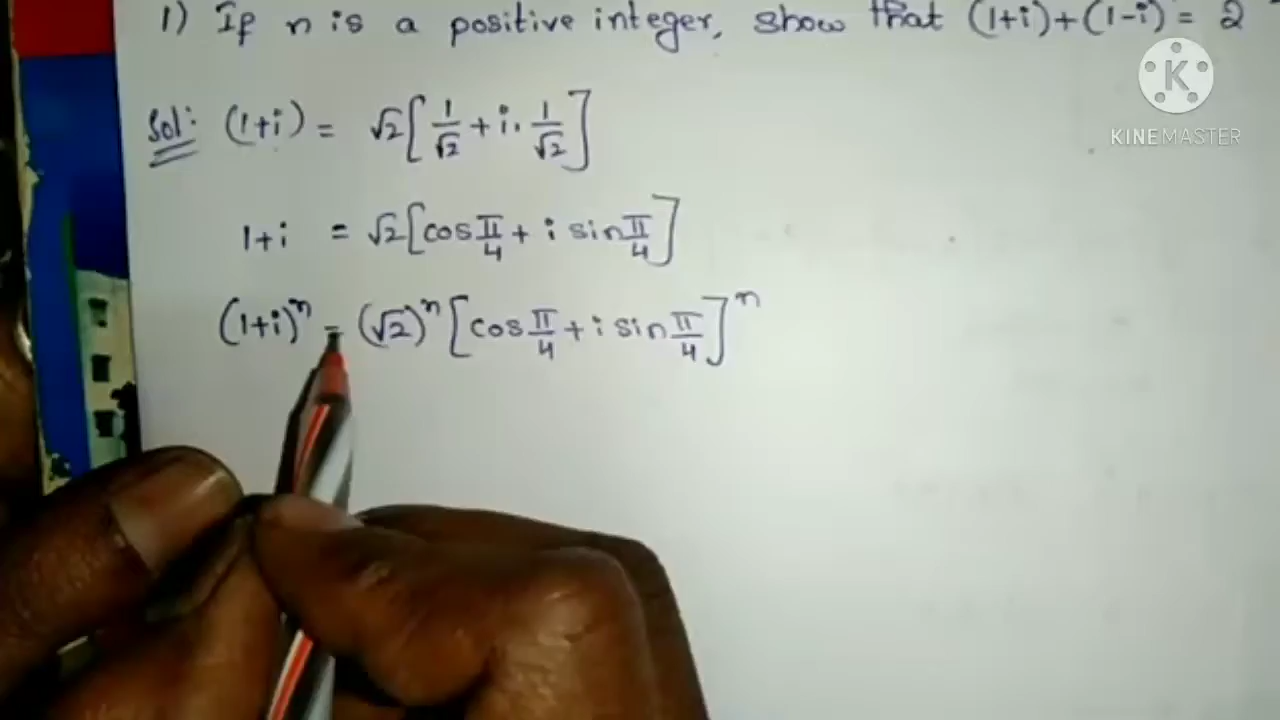 1) If n is a positive integer, show that (1+i)+(1-i) = 2
KINEMASTER
Sol: (1+i) = √2[1/√2 + i. 1/√2]
1+i = √2[cos π/4 + i sin π/4]
(1+i)^n = (√2)^n [cos π/4 + i sin π/4]^n